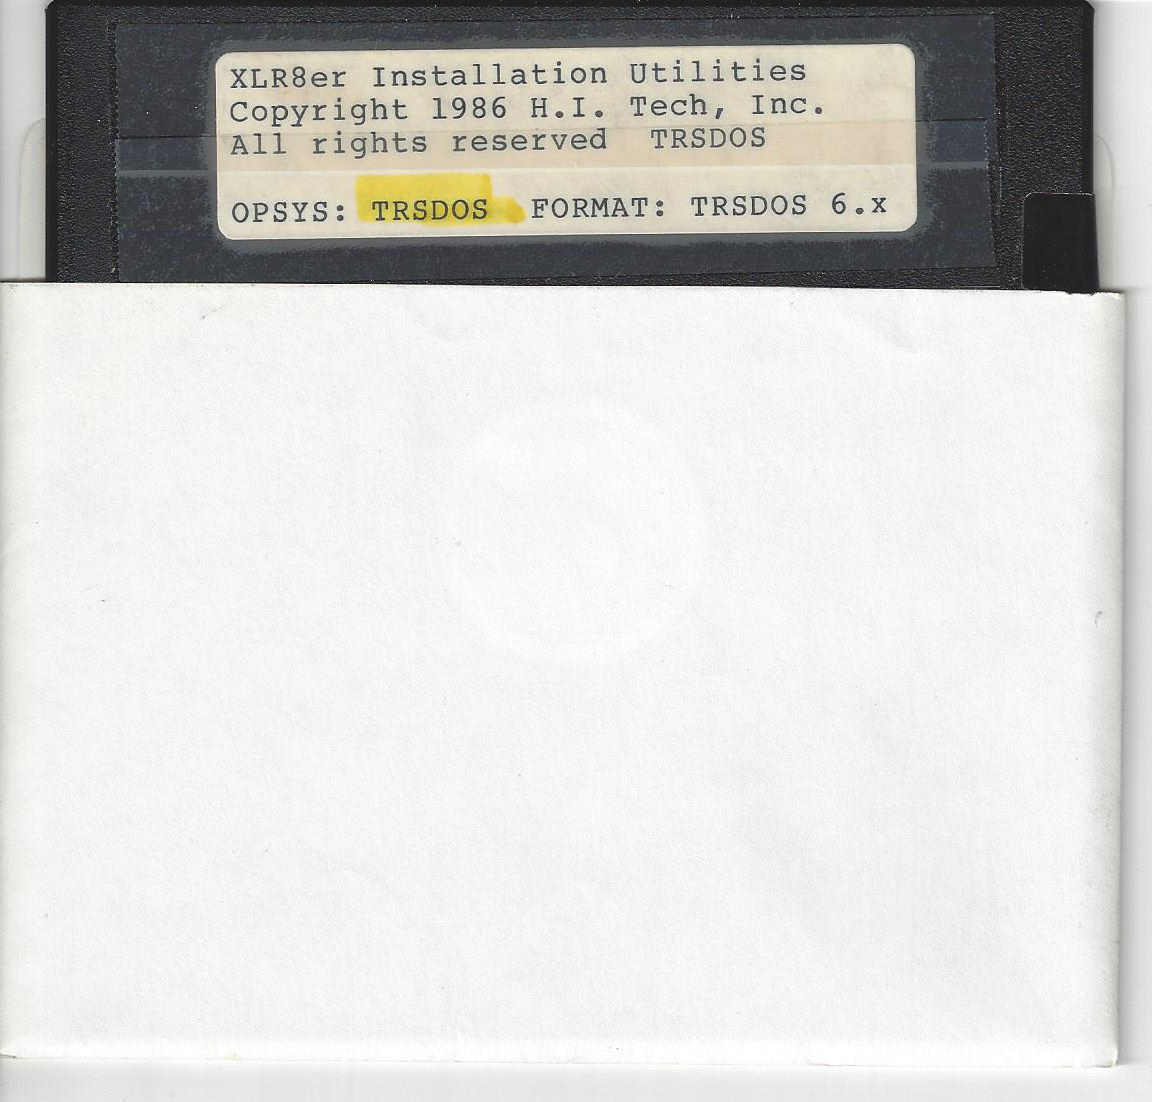 XLR8er Installation Utilities
Copyright 1986 H.I. Tech, Inc.
All rights reserved  TRSDOS
OPSYS: TRSDOS  FORMAT: TRSDOS 6.x